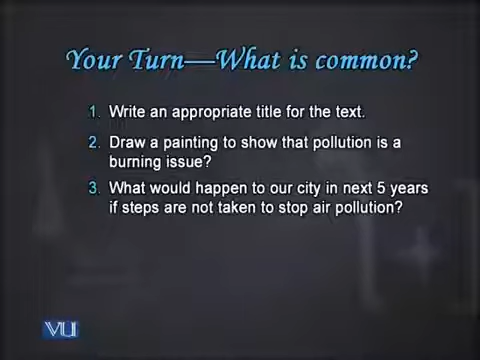 Your Turn—What is common?
1. Write an appropriate title for the text.
2. Draw a painting to show that pollution is a
burning issue?
3. What would happen to our city in next 5 years
if steps are not taken to stop air pollution?
VU